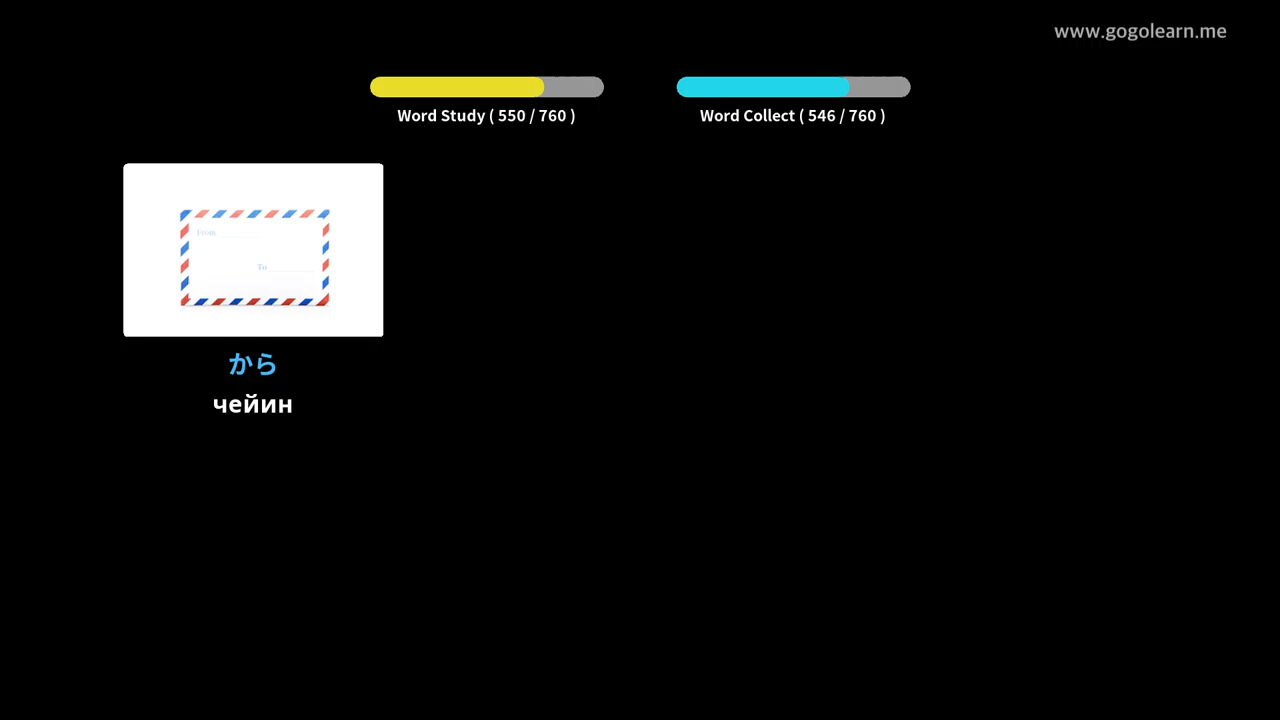 www.gogolearn.me
Word Study ( 550 / 760 )
Word Collect ( 546 / 760 )
From
To
から
чейин